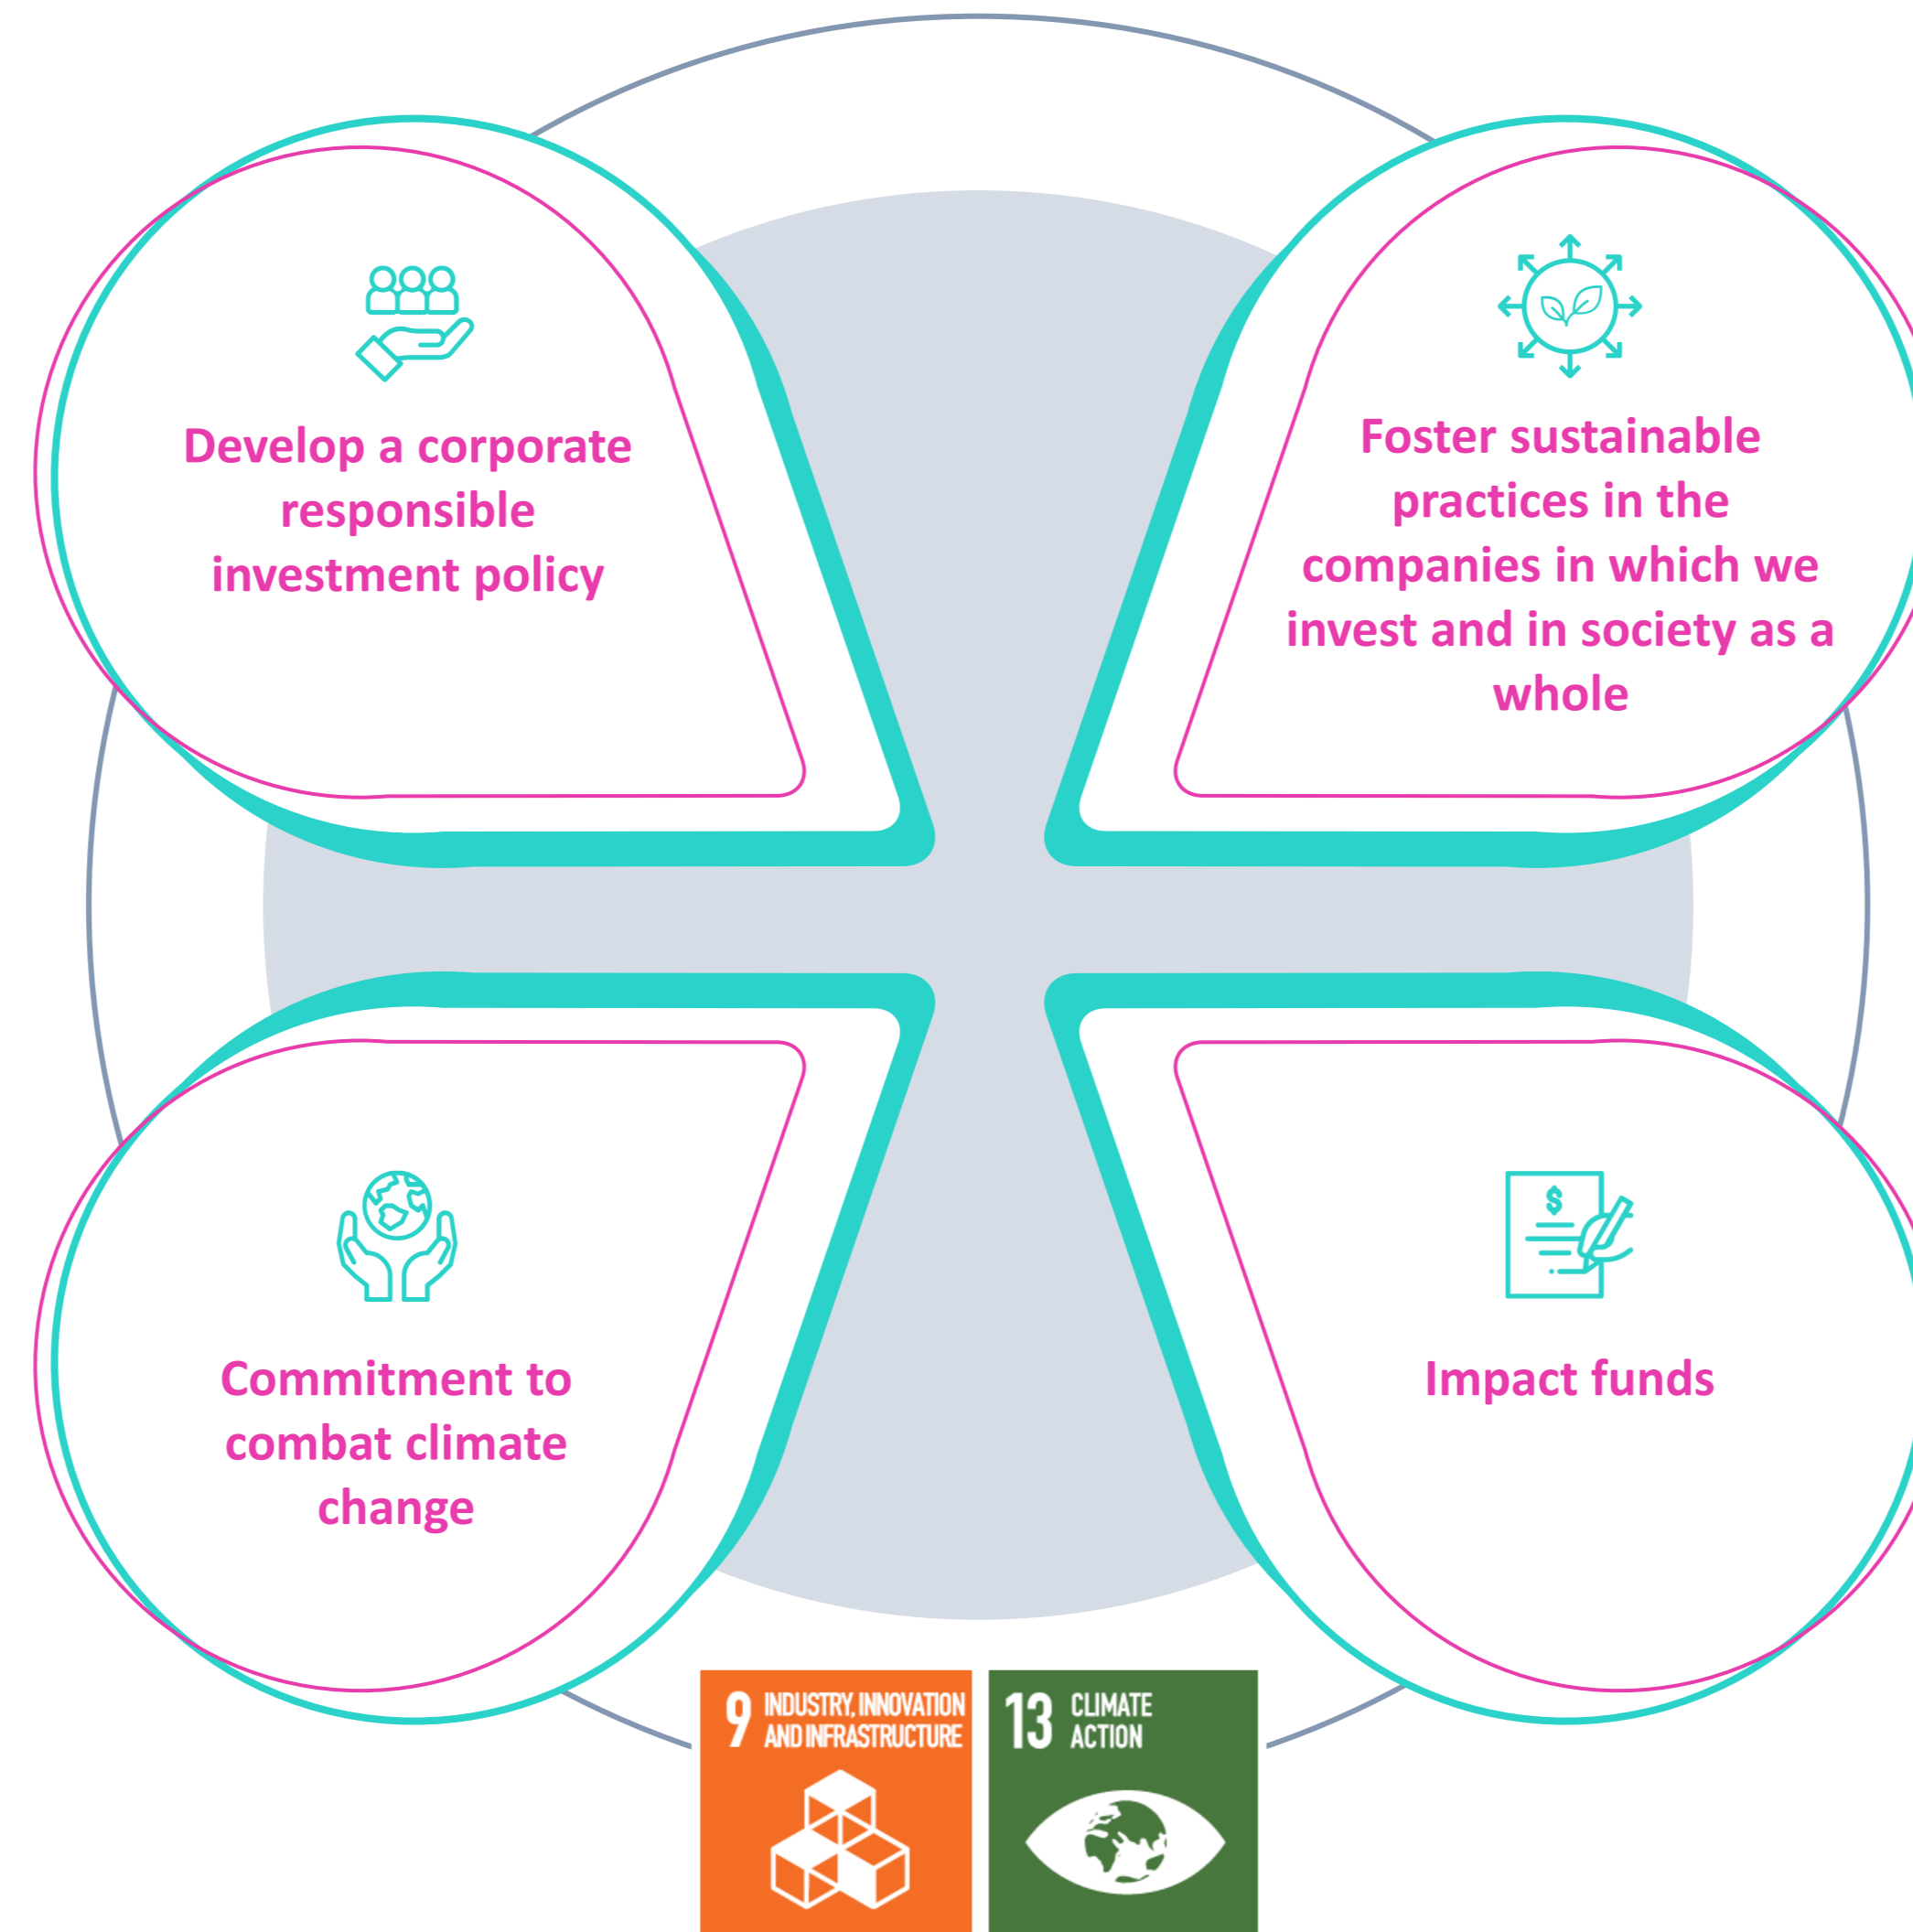 Develop a corporate
responsible
investment policy
Foster sustainable
practices in the
companies in which we
invest and in society as a
whole
Commitment to
combat climate
change
$
Impact funds
9 INDUSTRY, INNOVATION
AND INFRASTRUCTURE
13 CLIMATE
ACTION